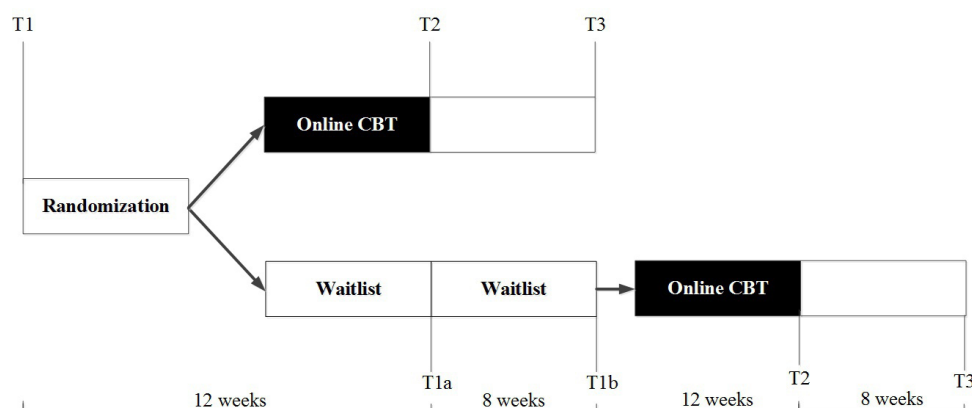 T1
T2
T3
Online CBT
Randomization
Waitlist
Waitlist
Online CBT
T1a
T1b
T2
T3
12 weeks
8 weeks
12 weeks
8 weeks